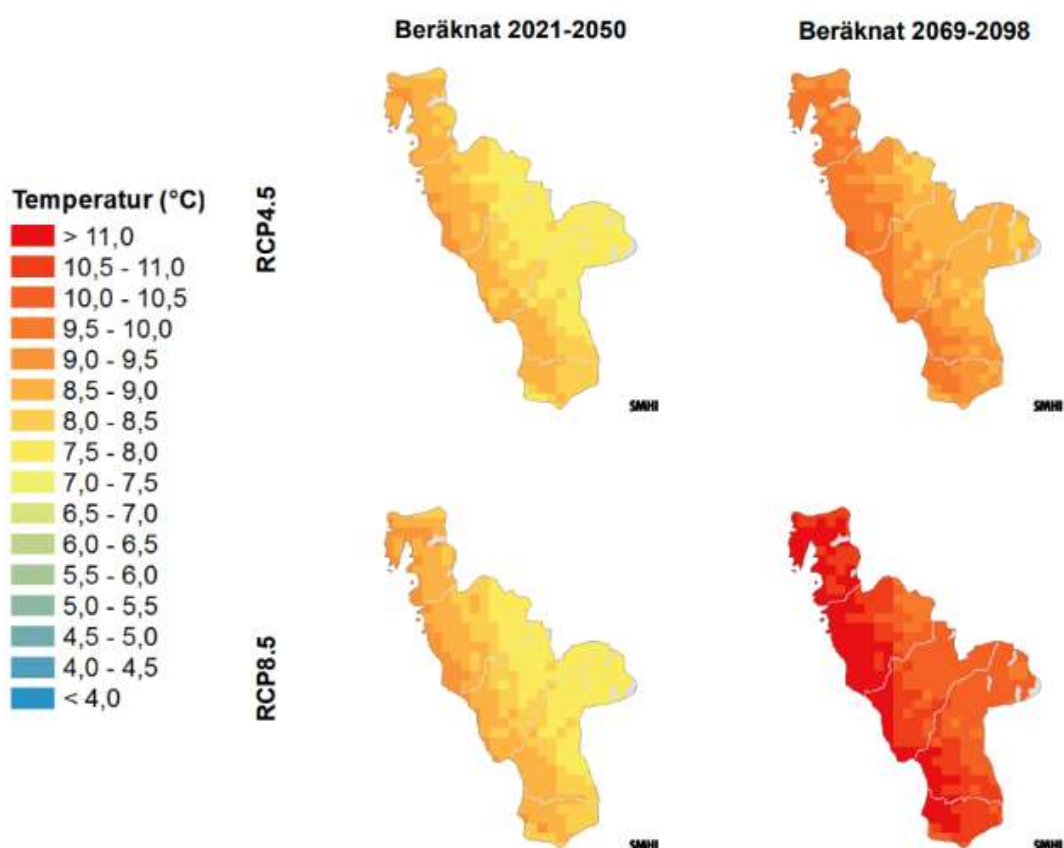 Beräknat 2021-2050
Beräknat 2069-2098
RCP4.5
Temperatur (°C)
> 11,0
10,5 - 11,0
10,0 - 10,5
9,5 - 10,0
9,0 - 9,5
8,5 - 9,0
8,0 - 8,5
7,5 - 8,0
7,0 - 7,5
6,5 - 7,0
6,0 - 6,5
5,5 - 6,0
5,0 - 5,5
4,5 - 5,0
4,0 - 4,5
< 4,0
SMHI
SMHI
RCP8.5
SMHI
SMHI